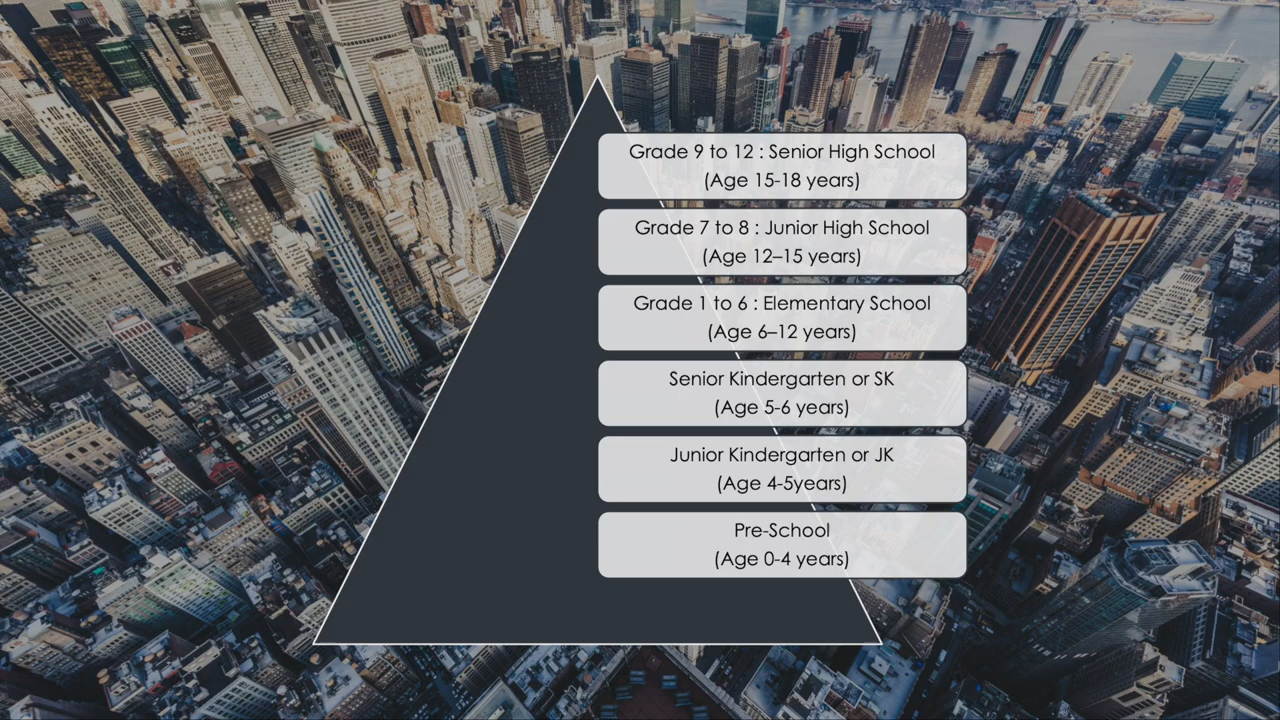 Grade 9 to 12 : Senior High School
(Age 15-18 years)
Grade 7 to 8 : Junior High School
(Age 12–15 years)
Grade 1 to 6 : Elementary School
(Age 6–12 years)
Senior Kindergarten or SK
(Age 5-6 years)
Junior Kindergarten or JK
(Age 4-5years)
Pre-School
(Age 0-4 years)